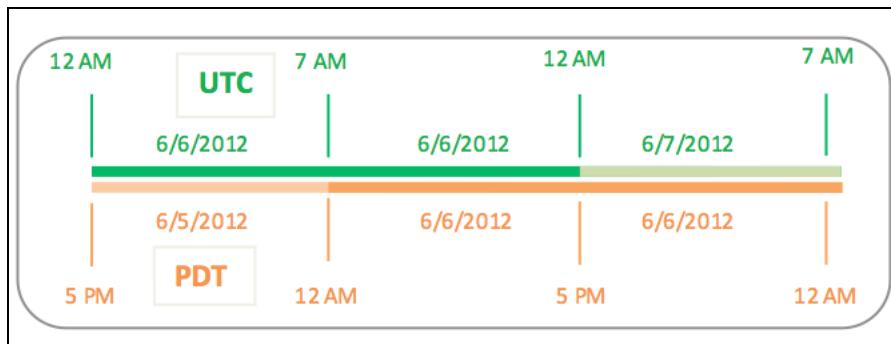 12 AM 7 AM 12 AM 7 AM
UTC
6/6/2012 6/6/2012 6/7/2012
6/5/2012 6/6/2012 6/6/2012
PDT
5 PM 12 AM 5 PM 12 AM